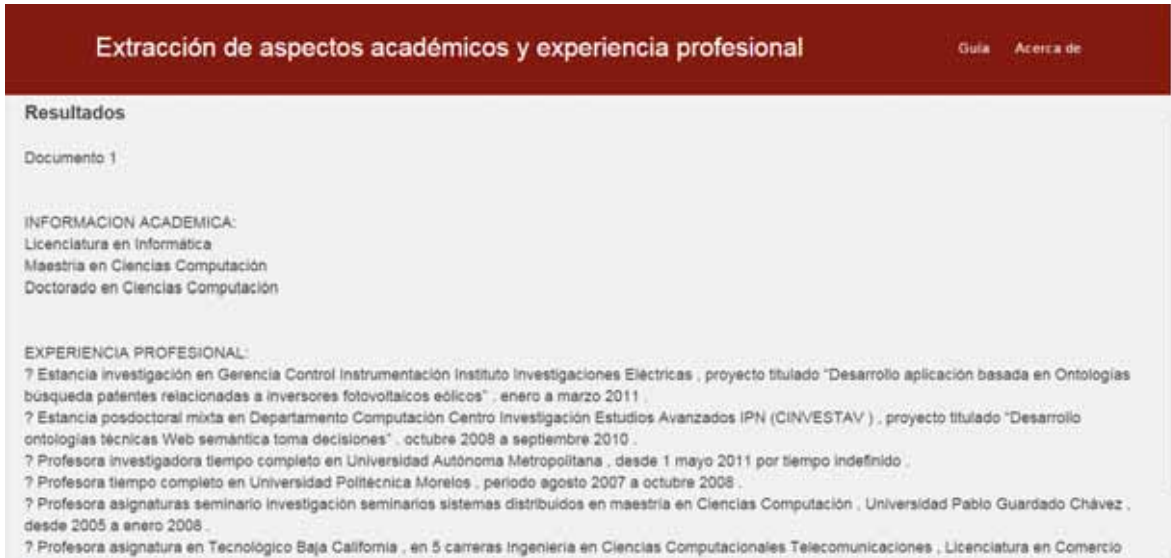 Extracción de aspectos académicos y experiencia profesional
Guia Acerca de
Resultados
Documento 1
INFORMACION ACADEMICA:
Licenciatura en Informática
Maestria en Ciencias Computación
Doctorado en Ciencias Computación
EXPERIENCIA PROFESIONAL:
? Estancia investigación en Gerencia Control Instrumentación Instituto Investigaciones Eléctricas , proyecto titulado "Desarrollo aplicación basada en Ontologías
búsqueda patentes relacionadas a inversores fotovoltaicos eólicos" . enero a marzo 2011 .
? Estancia posdoctoral mixta en Departamento Computación Centro Investigación Estudios Avanzados IPN (CINVESTAV ) , proyecto titulado "Desarrollo
ontologías técnicas Web semántica toma decisiones" . octubre 2008 a septiembre 2010 .
? Profesora investigadora tiempo completo en Universidad Autónoma Metropolitana , desde 1 mayo 2011 por tiempo indefinido .
? Profesora tiempo completo en Universidad Politécnica Morelos , periodo agosto 2007 a octubre 2008 .
? Profesora asignaturas seminario investigación seminarios sistemas distribuidos en maestría en Ciencias Computación , Universidad Pablo Guardado Chávez ,
desde 2005 a enero 2008 .
? Profesora asignatura en Tecnológico Baja California , en 5 carreras Ingeniería en Ciencias Computacionales Telecomunicaciones , Licenciatura en Comercio